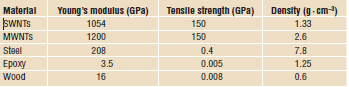 Material Young's modulus (GPa) Tensile strength (GPa) Density (g·cm⁻³)
SWNTs 1054 150 1.33
MWNTs 1200 150 2.6
Steel 208 0.4 7.8
Epoxy 3.5 0.005 1.25
Wood 16 0.008 0.6